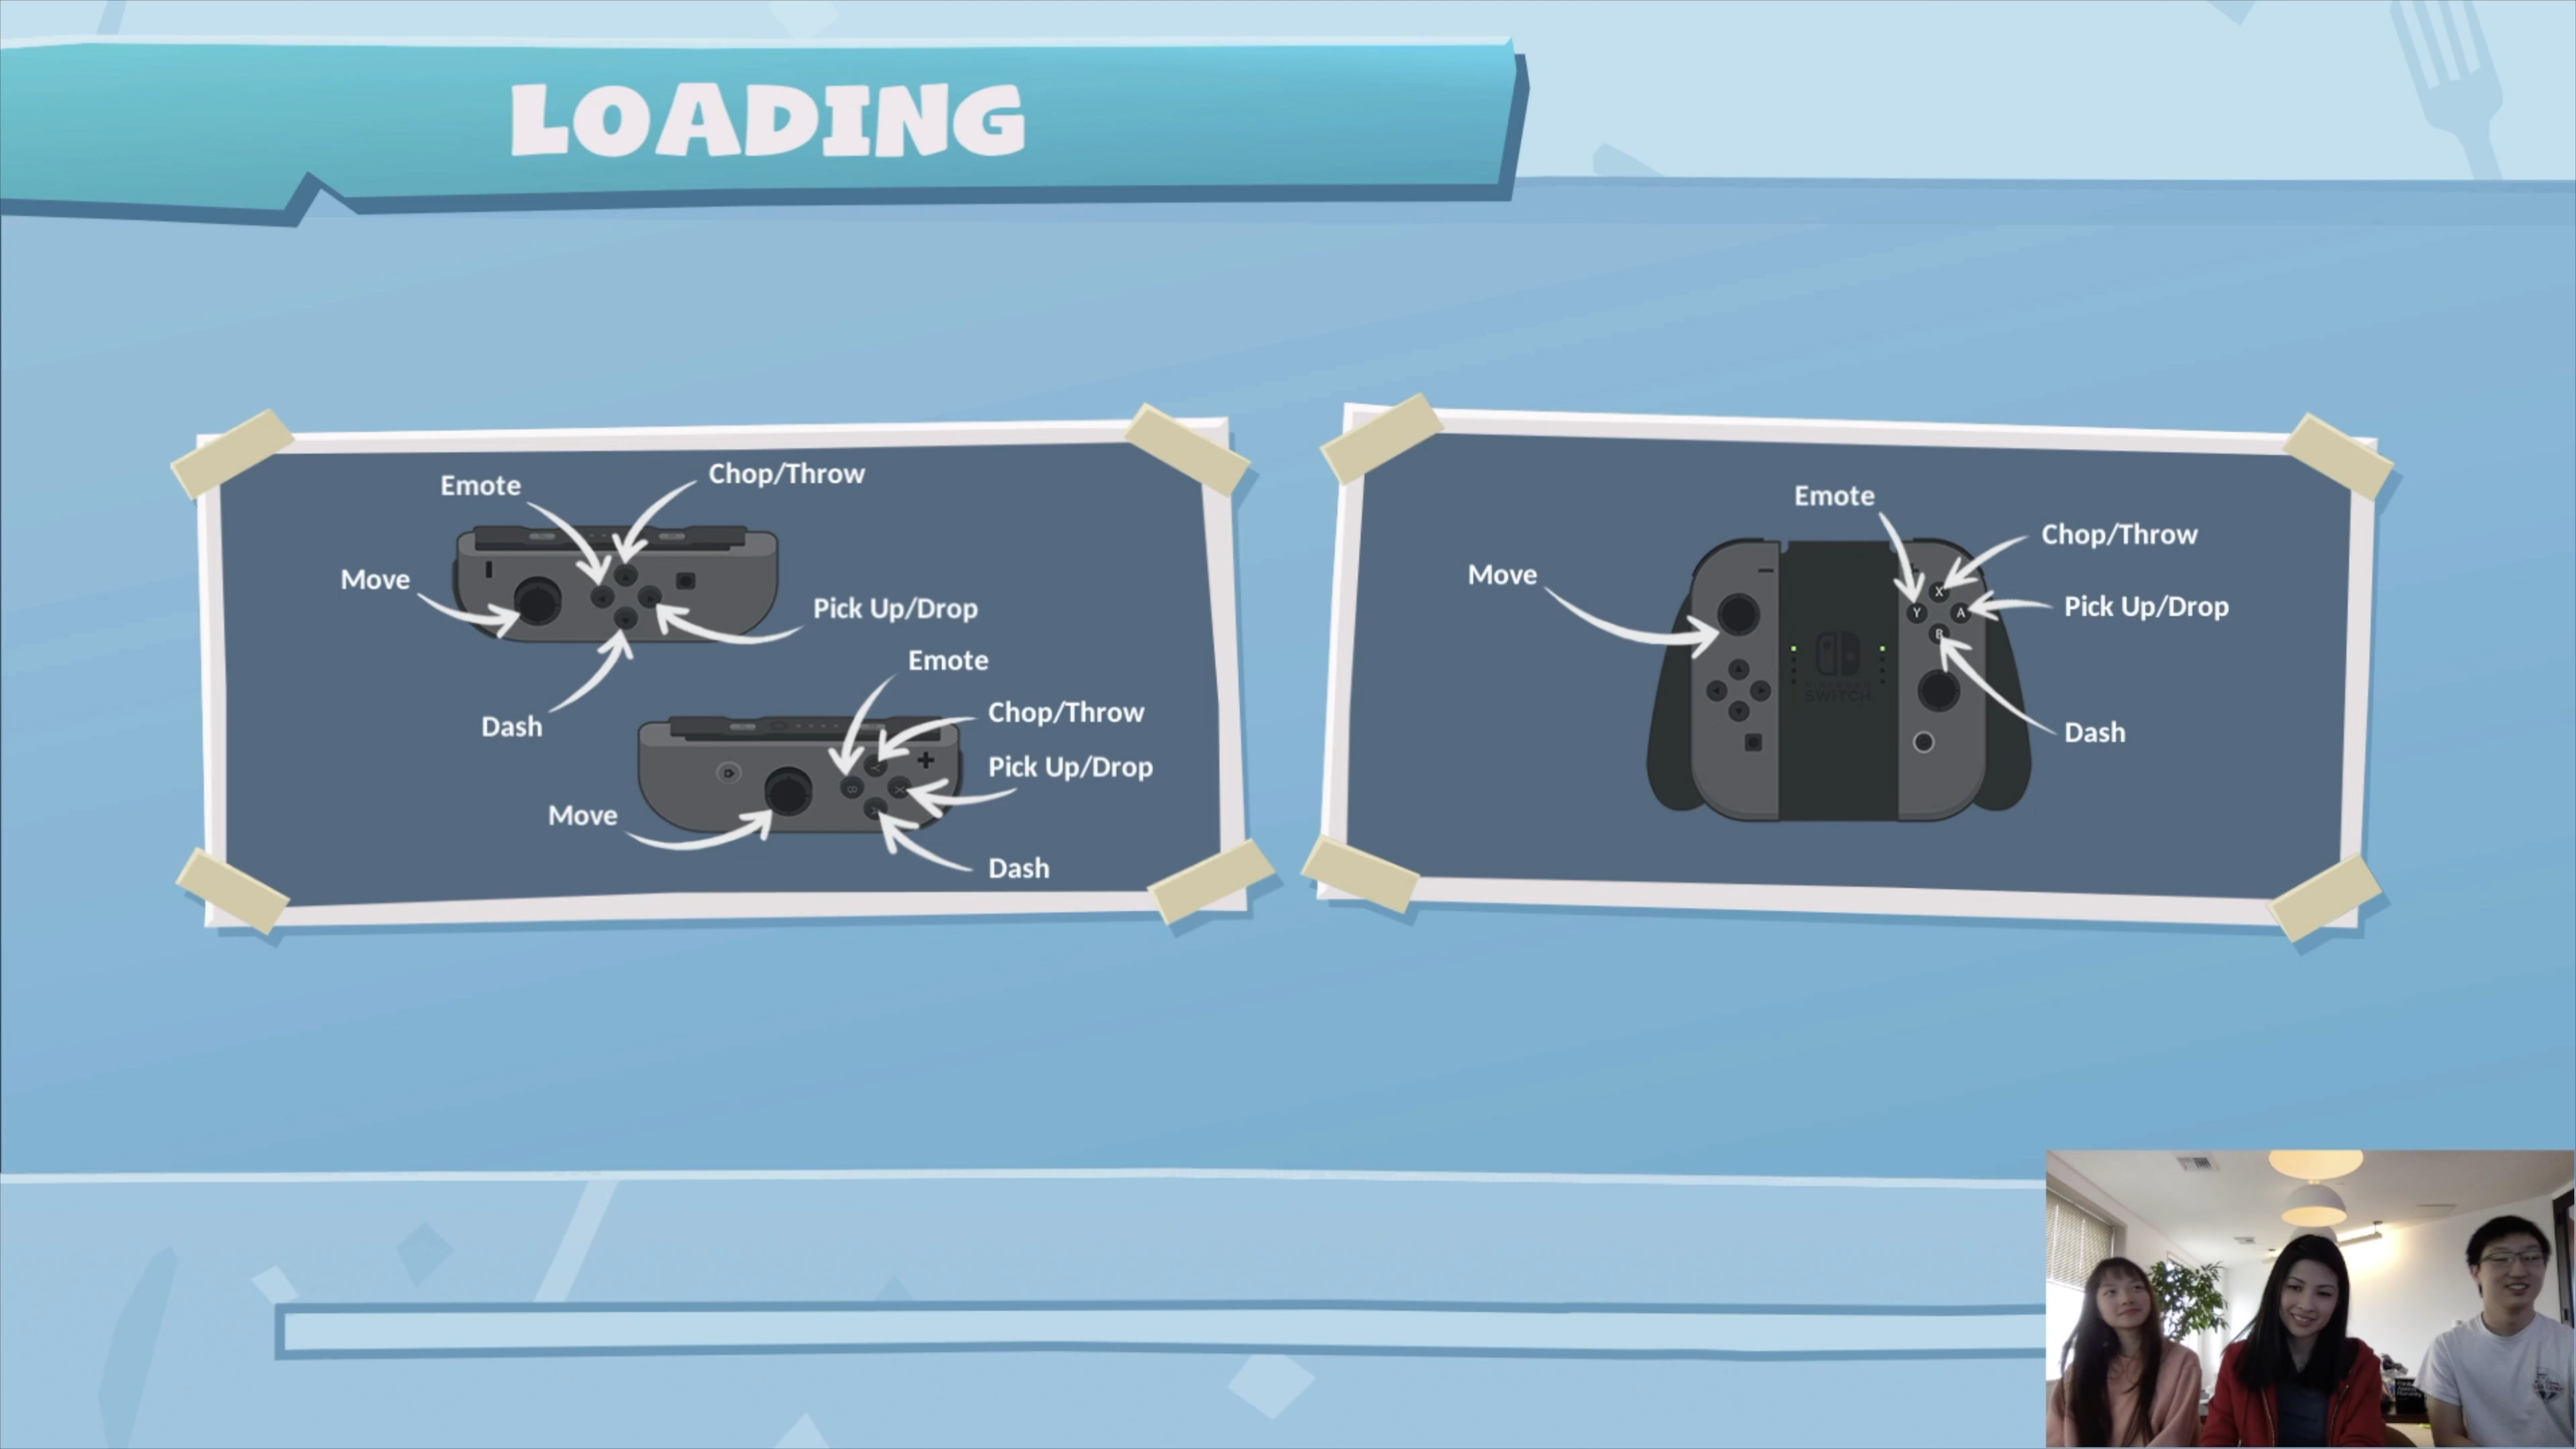 LOADING
Emote
Chop/Throw
Move
Pick Up/Drop
Dash
Emote
Chop/Throw
Pick Up/Drop
Move
Dash
Emote
Chop/Throw
Move
Pick Up/Drop
Dash
X
Y
A
B
SWITCH